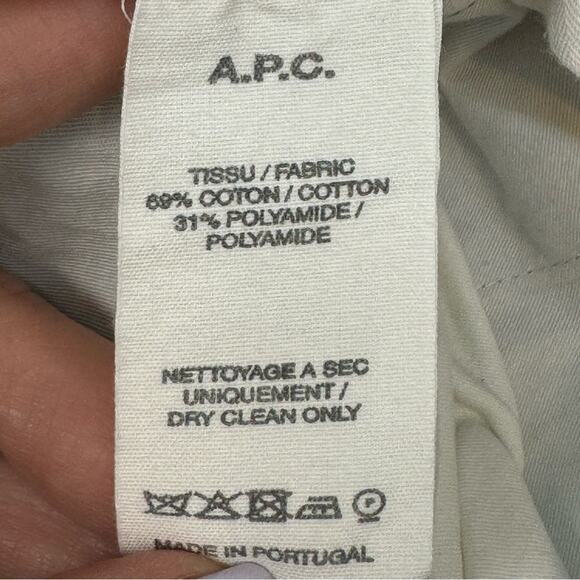 A.P.C.
TISSU / FABRIC
69% COTON / COTTON
31% POLYAMIDE /
POLYAMIDE
NETTOYAGE A SEC
UNIQUEMENT /
DRY CLEAN ONLY
P
MADE IN PORTUGAL